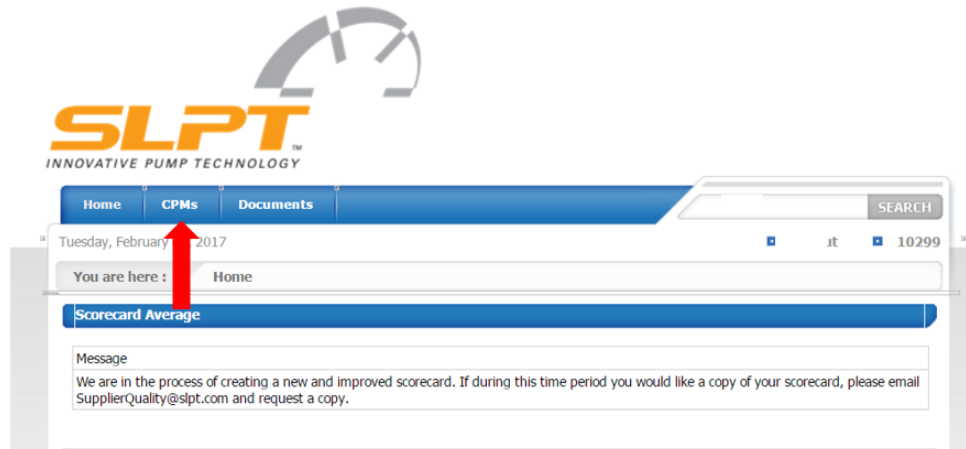 SLPT
TM
INNOVATIVE PUMP TECHNOLOGY
Home CPMs Documents
SEARCH
Tuesday, 2017
10299
You are here : Home
Scorecard Average
Message
We are in the process of creating a new and improved scorecard. If during this time period you would like a copy of your scorecard, please email
SupplierQuality@slpt.com and request a copy.